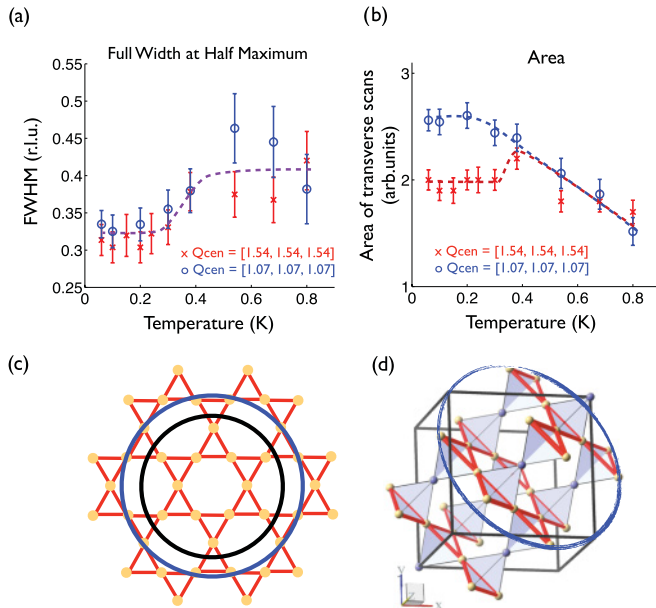 (a)
Full Width at Half Maximum
0.55
0.5
0.45
0.4
0.35
0.3
0.25
FWHM (r.l.u.)
x Qcen = [1.54, 1.54, 1.54]
o Qcen = [1.07, 1.07, 1.07]
0 0.2 0.4 0.6 0.8 1
Temperature (K)
(b)
Area
3
2
1
Area of transverse scans
(arb.units)
x Qcen = [1.54, 1.54, 1.54]
o Qcen = [1.07, 1.07, 1.07]
0 0.2 0.4 0.6 0.8 1
Temperature (K)
(c)
(d)
Y
Z
X